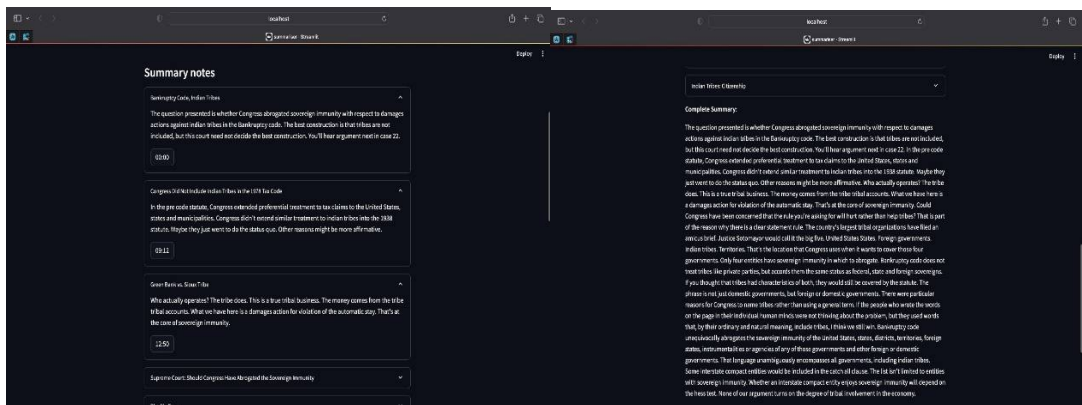 localhost
summariser · Streamlit
Deploy
Summary notes
Bankruptcy Code, Indian Tribes
The question presented is whether Congress abrogated sovereign immunity with respect to damages
actions against indian tribes in the Bankruptcy code. The best construction is that tribes are not
included, but this court need not decide the best construction. You'll hear argument next in case 22.
00:00
Congress Did Not Include Indian Tribes in the 1978 Tax Code
In the pre code statute, Congress extended preferential treatment to tax claims to the United States,
states and municipalities. Congress didn't extend similar treatment to indian tribes into the 1938
statute. Maybe they just went to do the status quo. Other reasons might be more affirmative.
09:12
Green Bank vs. Sioux Tribe
Who actually operates? The tribe does. This is a true tribal business. The money comes from the tribe
tribal accounts. What we have here is a damages action for violation of the automatic stay. That's at
the core of sovereign immunity.
12:50
Supreme Court: Should Congress Have Abrogated the Sovereign Immunity
localhost
summariser · Streamlit
Deploy
Indian Tribes: Citizenship
Complete Summary:
The question presented is whether Congress abrogated sovereign immunity with respect to damages
actions against indian tribes in the Bankruptcy code. The best construction is that tribes are not included,
but this court need not decide the best construction. You'll hear argument next in case 22. In the pre code
statute, Congress extended preferential treatment to tax claims to the United States, states and
municipalities. Congress didn't extend similar treatment to indian tribes into the 1938 statute. Maybe they
just went to do the status quo. Other reasons might be more affirmative. Who actually operates? The tribe
does. This is a true tribal business. The money comes from the tribe tribal accounts. What we have here is
a damages action for violation of the automatic stay. That's at the core of sovereign immunity. Could
Congress have been concerned that the rule you're asking for will hurt rather than help tribes? That is part
of the reason why there is a clear statement rule. The country's largest tribal organizations have filed an
amicus brief. Justice Sotomayor would call it the big five. United States States. Foreign governments.
Indian tribes. Territories. That's the location that Congress uses when it wants to cover those four
governments. Only four entities have sovereign immunity in which to abrogate. Bankruptcy code does not
treat tribes like private parties, but accords them the same status as federal, state and foreign sovereigns.
If you thought that tribes had characteristics of both, they would still be covered by the statute. The
phrase is not just domestic governments, but foreign or domestic governments. There were particular
reasons for Congress to name tribes rather than using a general term. If the people who wrote the words
on the page in their individual human minds were not thinking about the problem, but they used words
that, by their ordinary and natural meaning, include tribes, I think we still win. Bankruptcy code
unequivocally abrogates the sovereign immunity of the United States, states, districts, territories, foreign
states, instrumentalities or agencies of any of those governments and other foreign or domestic
governments. That language unambiguously encompasses all governments, including indian tribes.
Some interstate compact entities would be included in the catch all clause. The list isn't limited to entities
with sovereign immunity. Whether an interstate compact entity enjoys sovereign immunity will depend on
the hess test. None of our argument turns on the degree of tribal involvement in the economy.